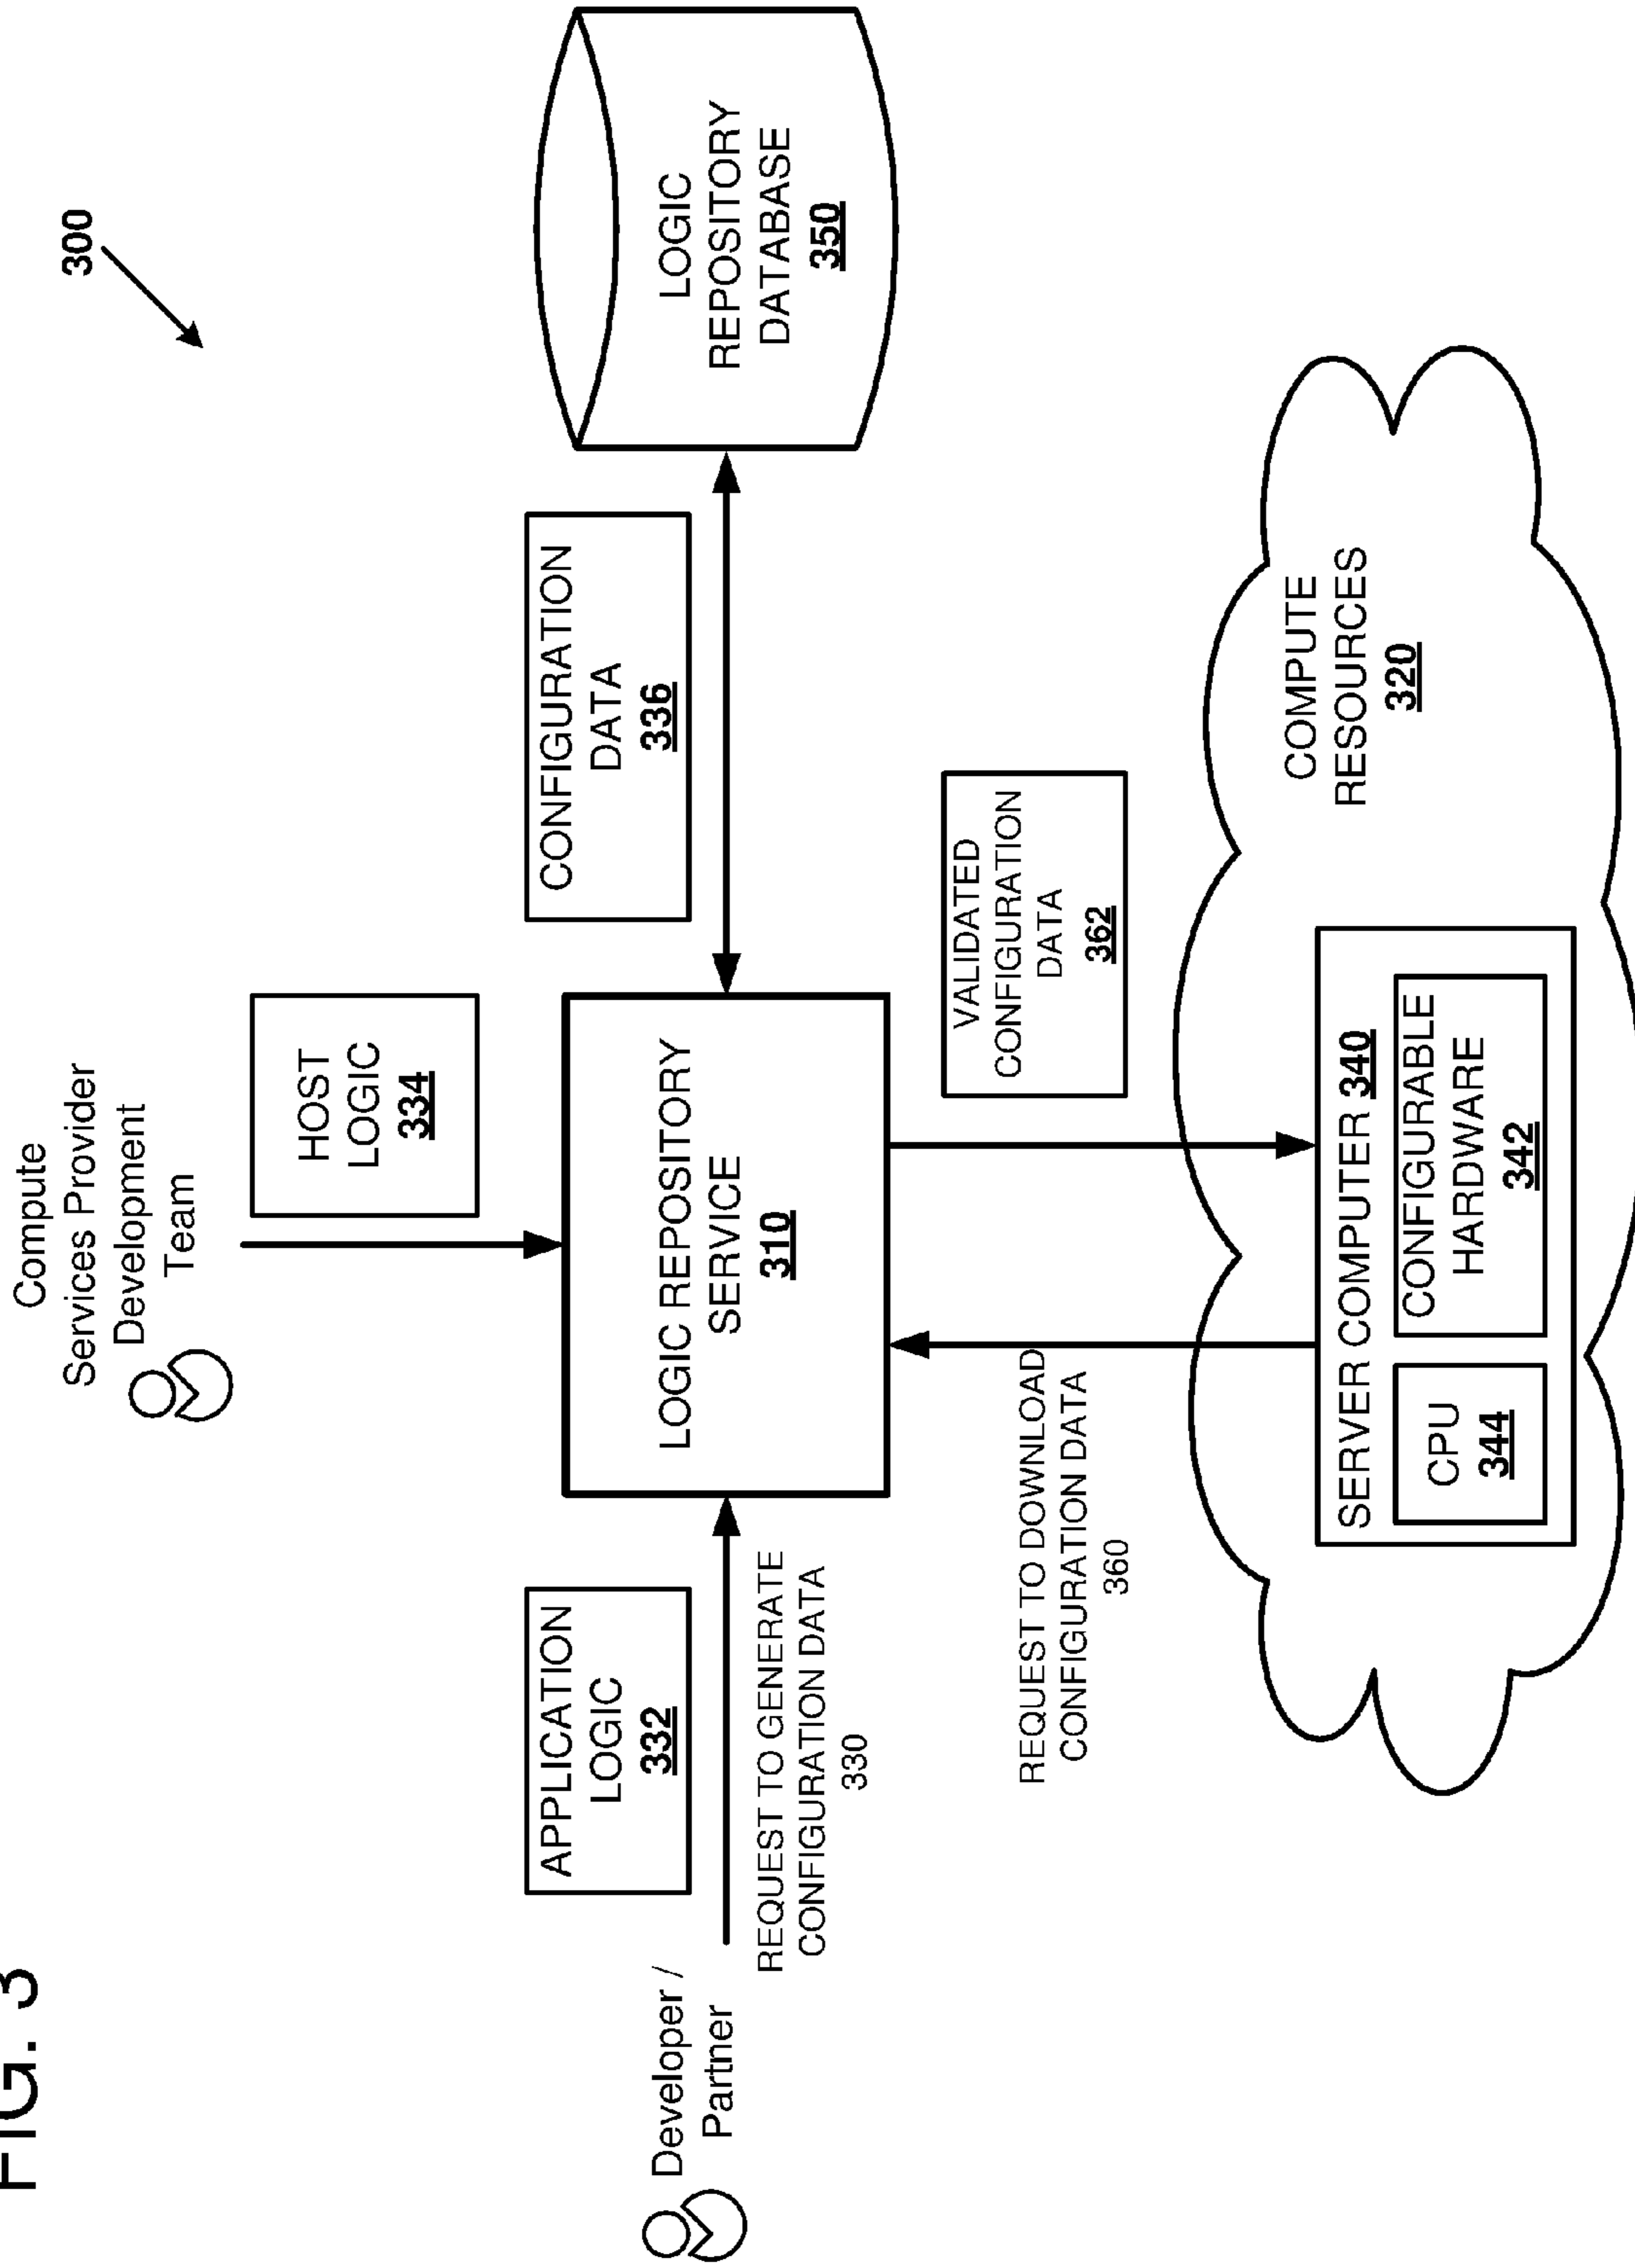 FIG. 3
300
Compute
Services Provider
Development
Team
HOST
LOGIC
334
Developer /
Partner
APPLICATION
LOGIC
332
REQUEST TO GENERATE
CONFIGURATION DATA
330
LOGIC REPOSITORY
SERVICE
310
CONFIGURATION
DATA
336
LOGIC
REPOSITORY
DATABASE
350
REQUEST TO DOWNLOAD
CONFIGURATION DATA
360
VALIDATED
CONFIGURATION
DATA
362
SERVER COMPUTER 340
CPU
344
CONFIGURABLE
HARDWARE
342
COMPUTE
RESOURCES
320